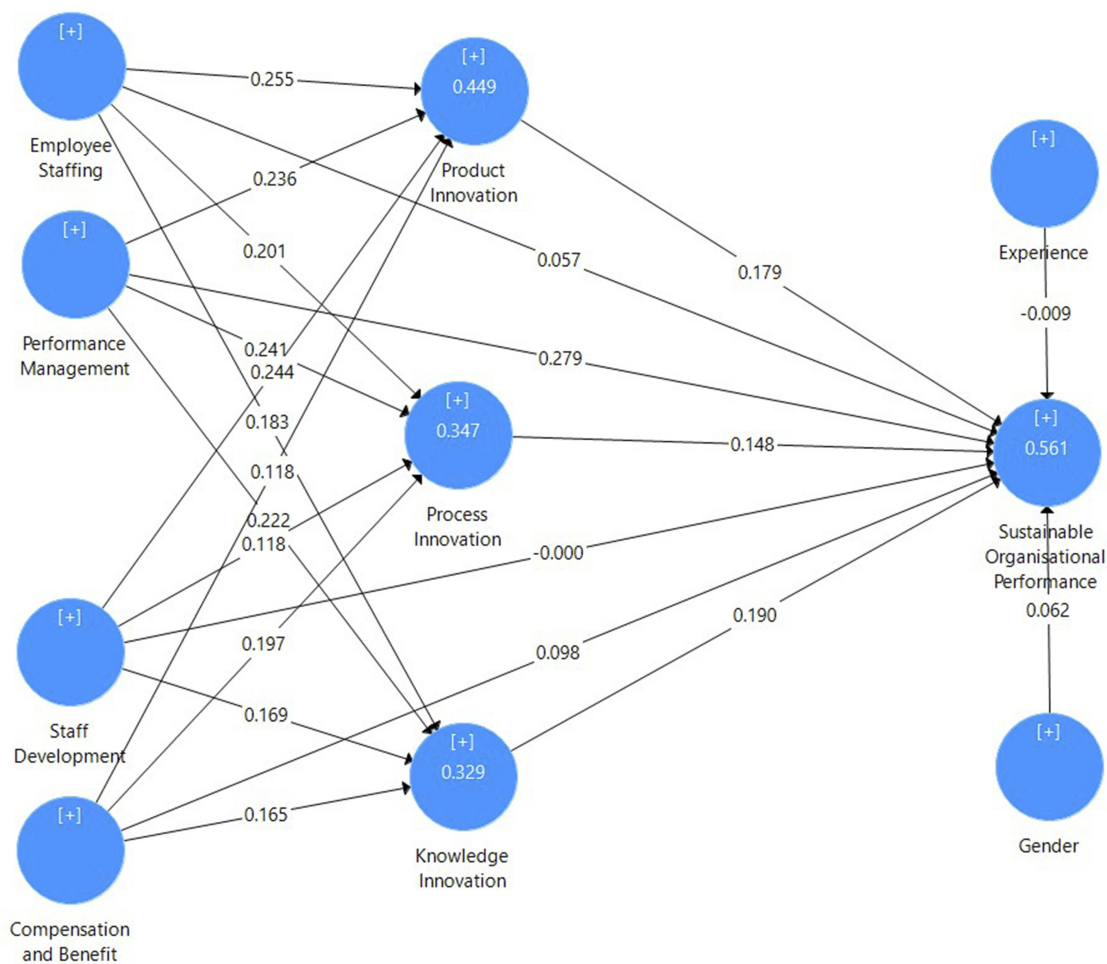 [+]
Employee
Staffing
[+]
Performance
Management
[+]
Staff
Development
[+]
Compensation
and Benefit
0.255
0.236
0.201
0.241
0.244
0.183
0.118
0.222
0.118
0.197
0.169
0.165
[+]
0.449
Product
Innovation
[+]
0.347
Process
Innovation
[+]
0.329
Knowledge
Innovation
0.057
0.179
0.279
0.148
-0.000
0.098
0.190
[+]
Experience
-0.009
[+]
0.561
Sustainable
Organisational
Performance
0.062
[+]
Gender